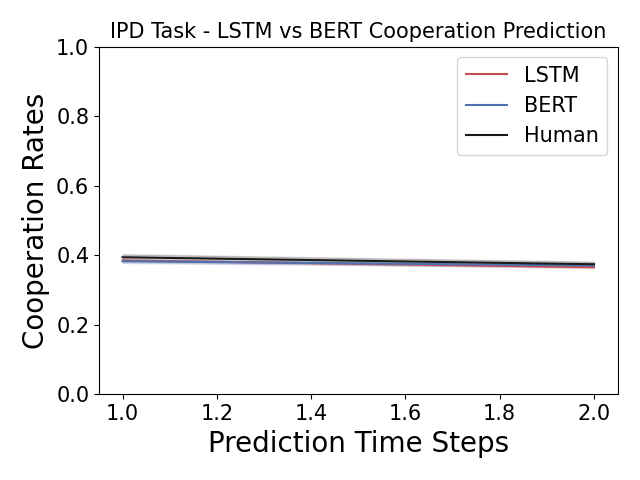 IPD Task - LSTM vs BERT Cooperation Prediction
1.0
0.8
0.6
0.4
0.2
0.0
Cooperation Rates
LSTM
BERT
Human
1.0 1.2 1.4 1.6 1.8 2.0
Prediction Time Steps